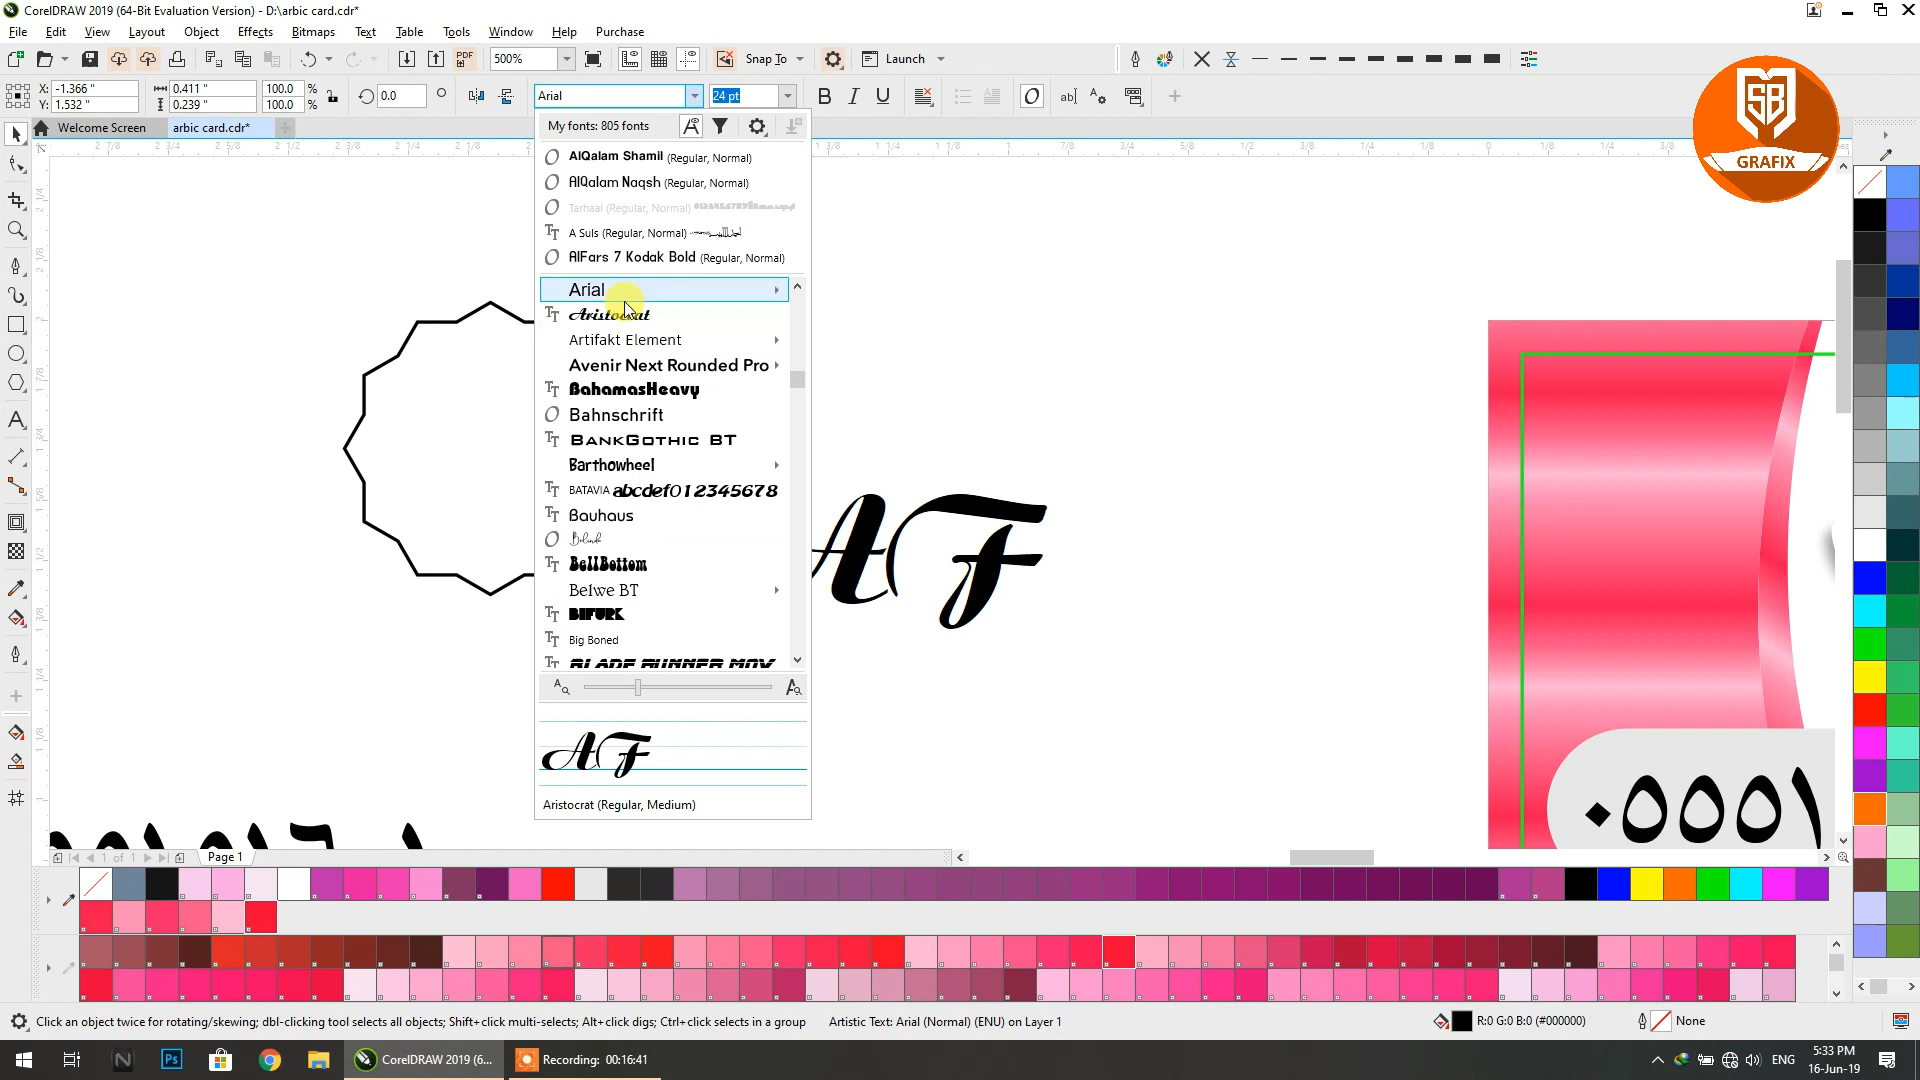 CorelDRAW 2019 (64-Bit Evaluation Version) - D:\arbic card.cdr*
File Edit View Layout Object Effects Bitmaps Text Table Tools Window Help Purchase
PDF 500% Snap To Launch
X: -1.366 " 0.411 " 100.0 % 0.0 Arial 24 pt B I U O ab|
Y: 1.532 " 0.239 " 100.0 %
Welcome Screen arbic card.cdr*
My fonts: 805 fonts
AlQalam Shamil (Regular, Normal)
AlQalam Naqsh (Regular, Normal)
Tarhaal (Regular, Normal)
A Suls (Regular, Normal)
AlFars 7 Kodak Bold (Regular, Normal)
Arial
Aristocrat
Artifakt Element
Avenir Next Rounded Pro
BahamasHeavy
Bahnschrift
BankGothic BT
Barthowheel
BATAVIA abcdef012345678
Bauhaus
Belinda
BellBottom
Belwe BT
BIFURK
Big Boned
BLADE RUNNER MOV
AF
Aristocrat (Regular, Medium)
AF
SB
GRAFIX
٠٥٥٥١
1 of 1 Page 1
Click an object twice for rotating/skewing; dbl-clicking tool selects all objects; Shift+click multi-selects; Alt+click digs; Ctrl+click selects in a group Artistic Text: Arial (Normal) (ENU) on Layer 1 R:0 G:0 B:0 (#000000) None
CorelDRAW 2019 (6... Recording: 00:16:41 ENG 5:33 PM
16-Jun-19